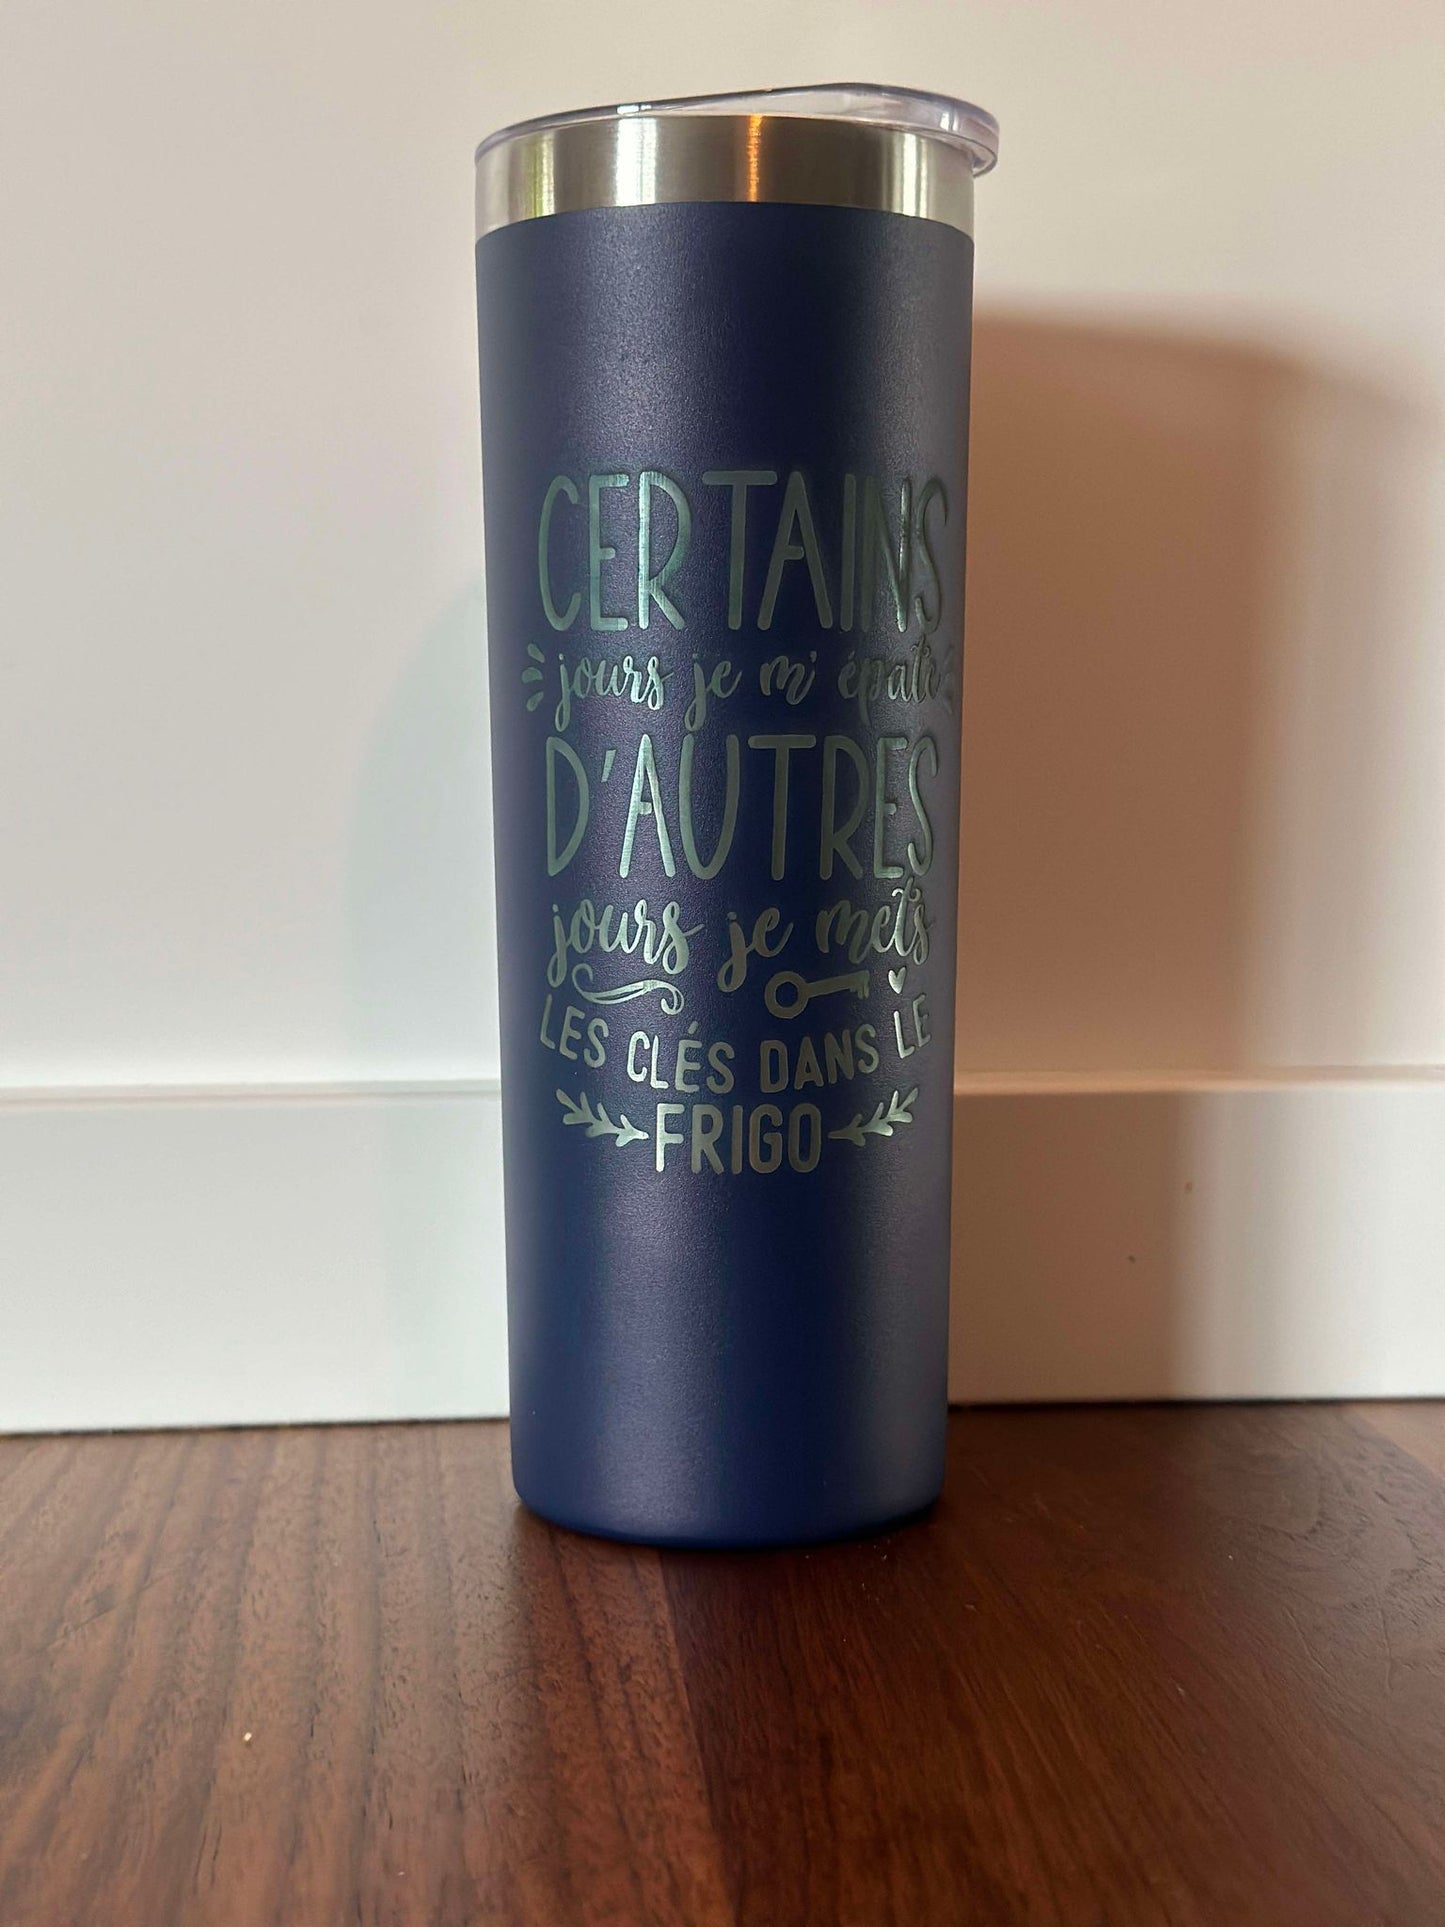 CERTAINS
jours je m' épate
D'AUTRES
jours je mets
LES CLÉS DANS LE
FRIGO